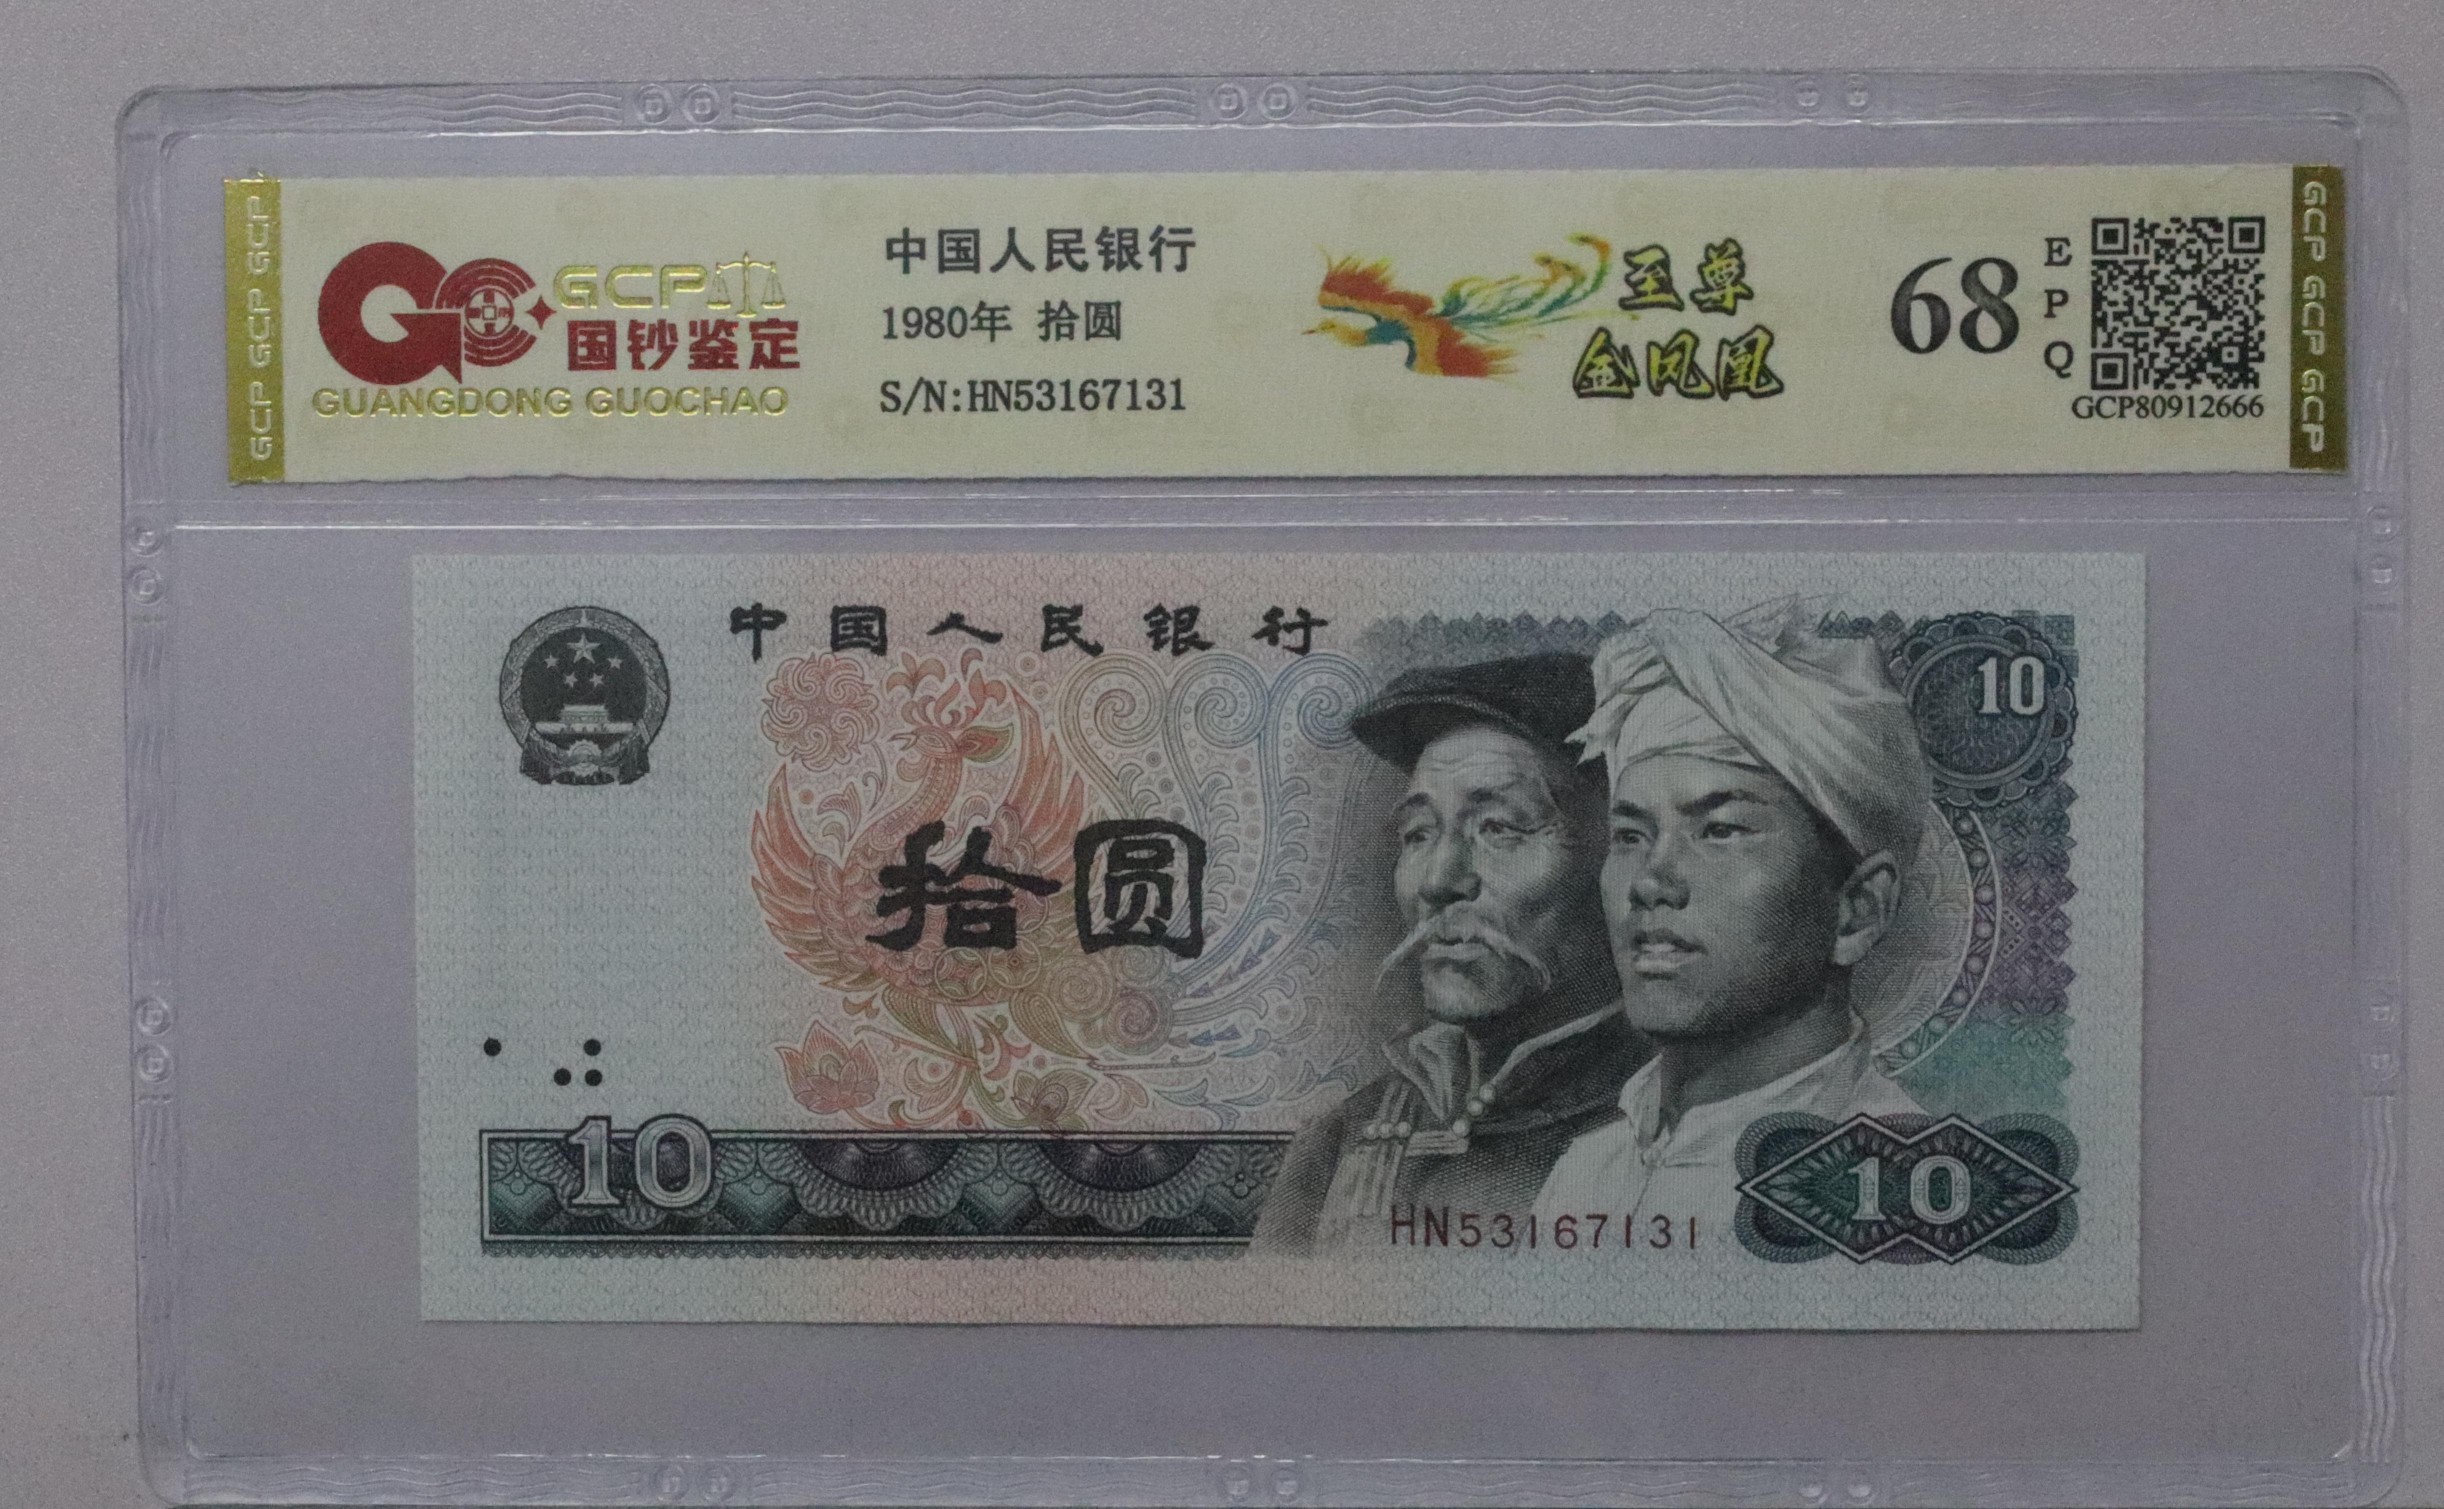 GCP GCP GCP
GCP
国钞鉴定
GUANGDONG GUOCHAO
中国人民银行
1980年 拾圆
S/N:HN53167131
至尊
金凤凰
68
EPQ
GCP80912666
GCP GCP GCP
中国人民银行
10
拾圆
10
HN53167131
10